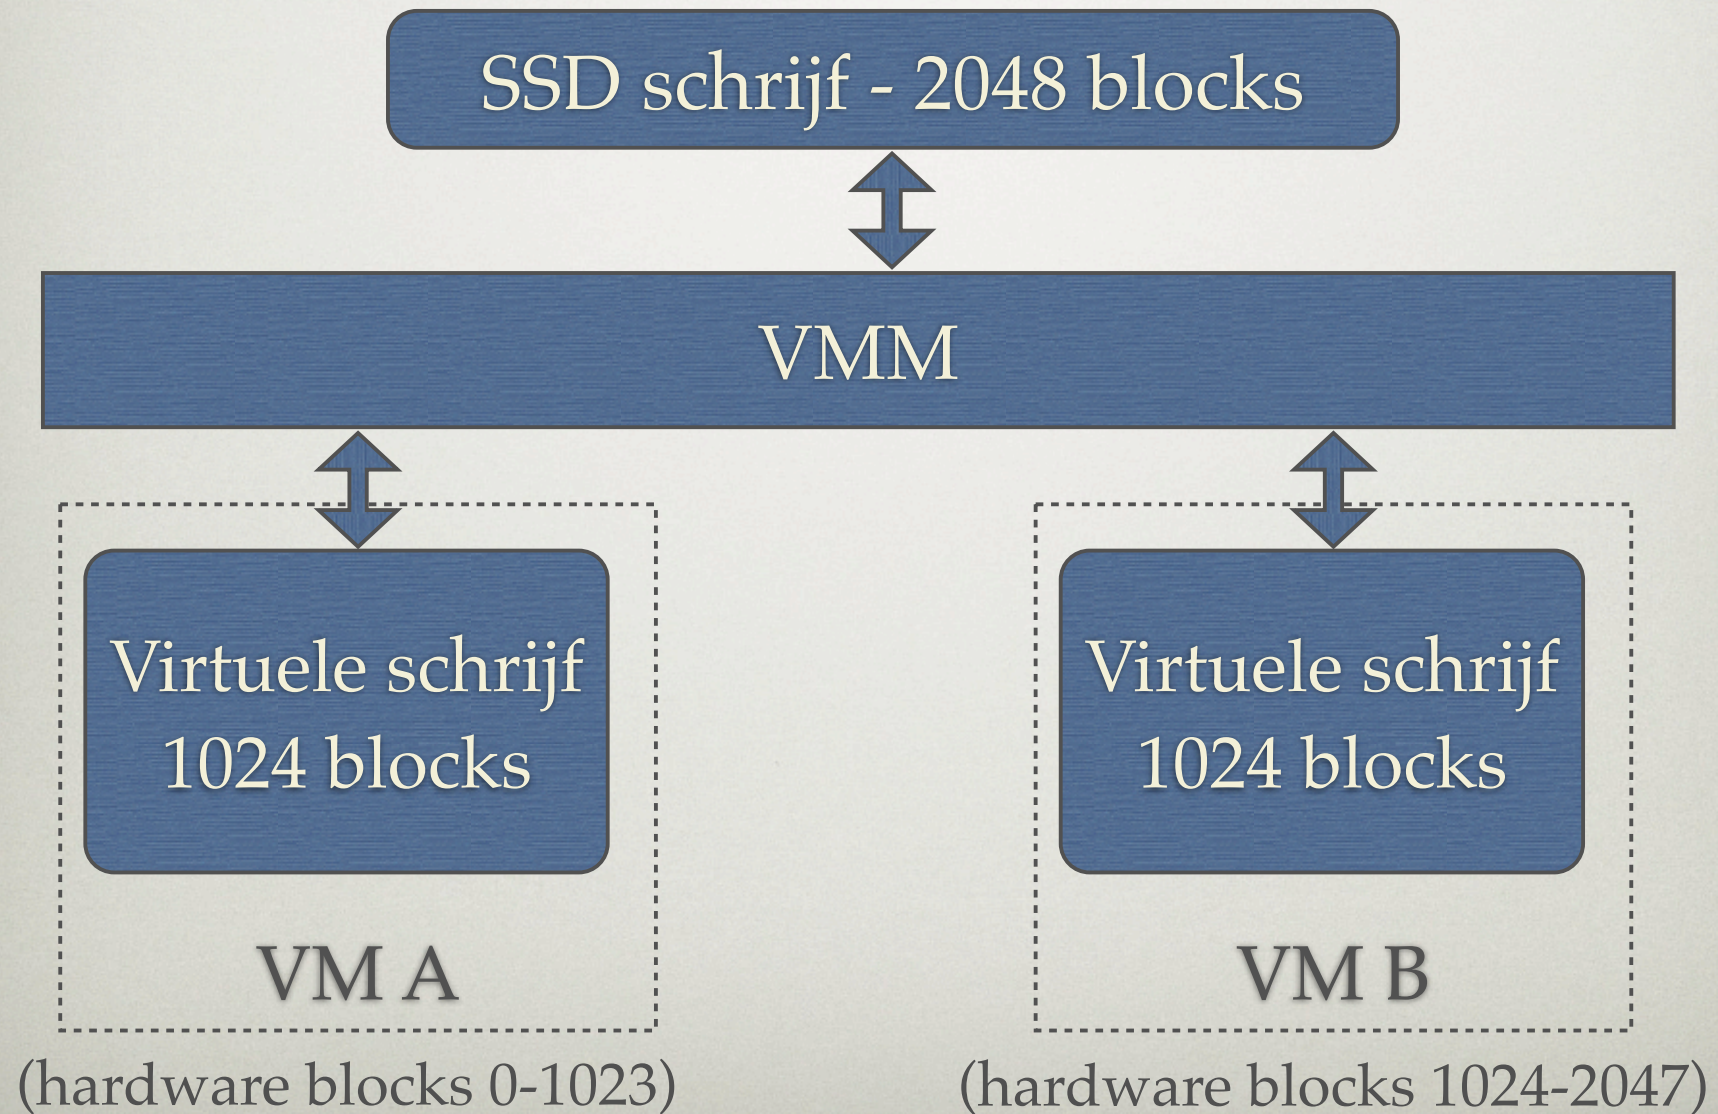 SSD schrijf - 2048 blocks
VMM
Virtuele schrijf
1024 blocks
VM A
(hardware blocks 0-1023)
Virtuele schrijf
1024 blocks
VM B
(hardware blocks 1024-2047)